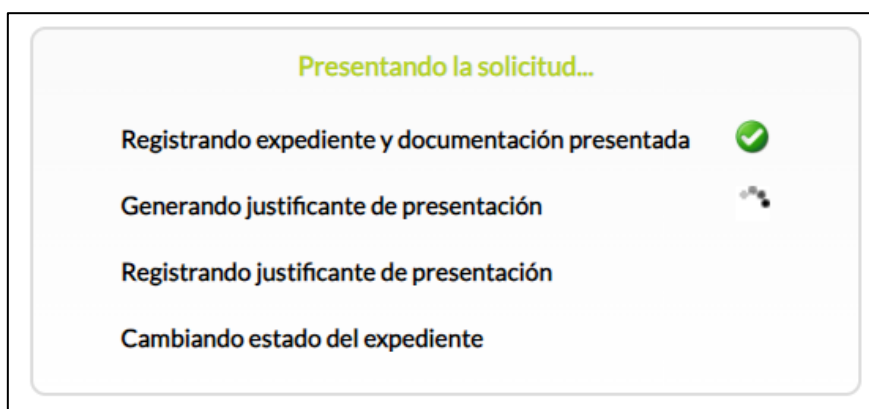 Presentando la solicitud...
Registrando expediente y documentación presentada
Generando justificante de presentación
Registrando justificante de presentación
Cambiando estado del expediente